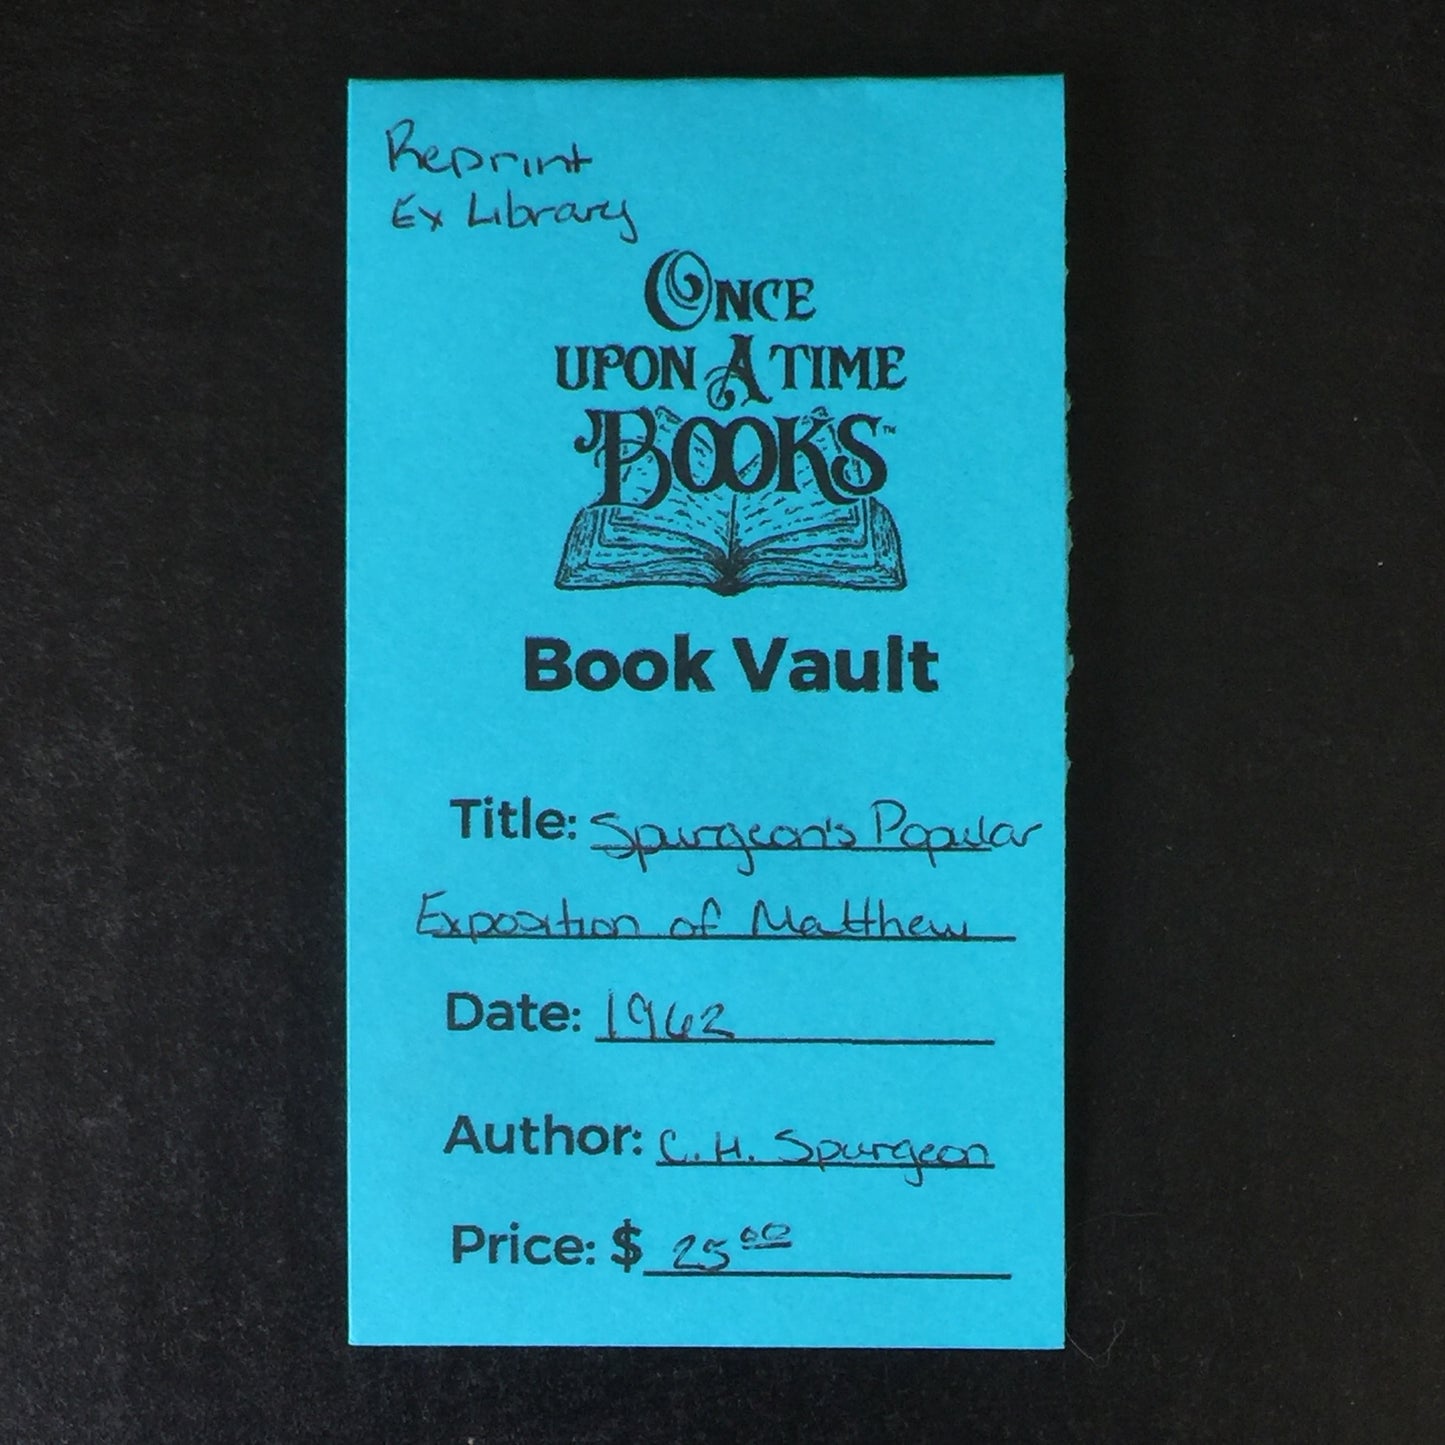 Reprint
Ex Library
ONCE
UPON A TIME
BOOKS™
Book Vault
Title: Spurgeon's Popular
Exposition of Matthew
Date: 1962
Author: C. H. Spurgeon
Price: $ 25 00